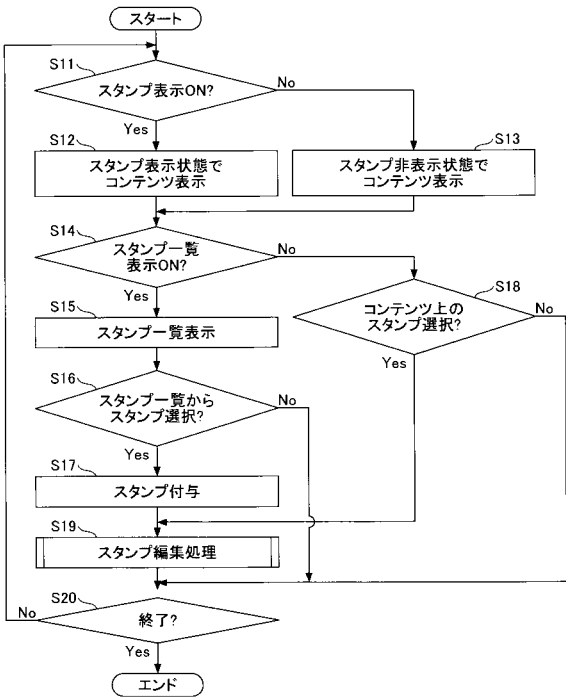 スタート
S11
スタンプ表示ON?
No
Yes
S12
スタンプ表示状態で
コンテンツ表示
S13
スタンプ非表示状態で
コンテンツ表示
S14
スタンプ一覧
表示ON?
No
Yes
S15
スタンプ一覧表示
S18
コンテンツ上の
スタンプ選択?
No
Yes
S16
スタンプ一覧から
スタンプ選択?
No
Yes
S17
スタンプ付与
S19
スタンプ編集処理
S20
終了?
No
Yes
エンド